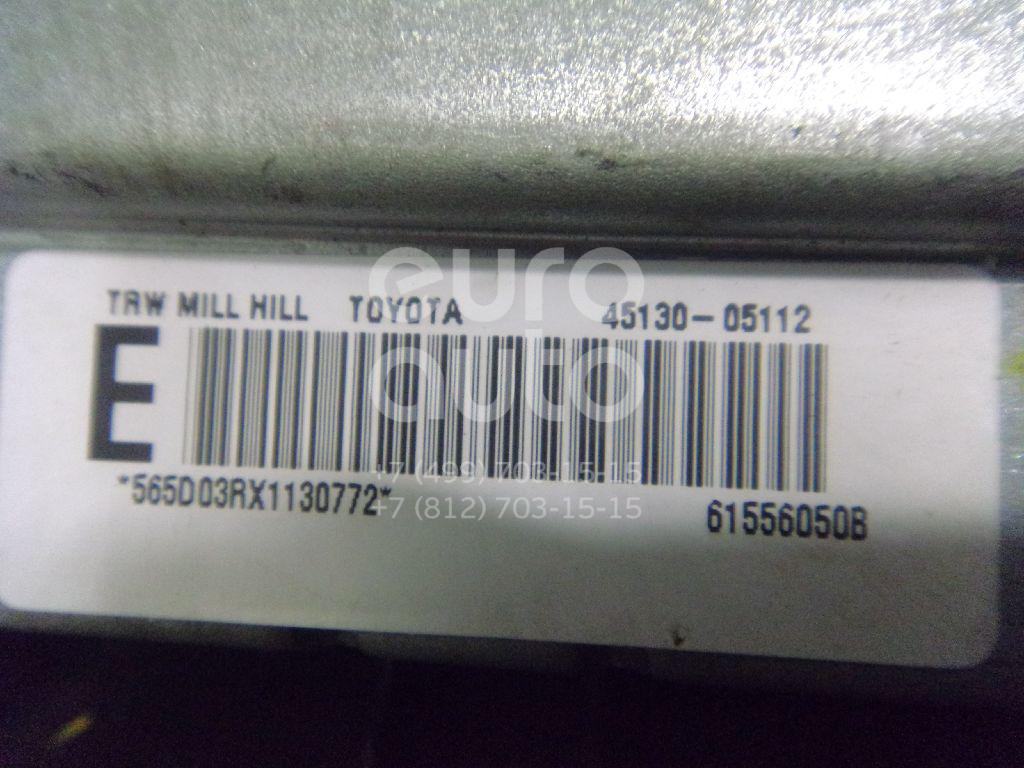 TRW MILL HILL TOYOTA 45130-05112
E
*565D03RX1130772*
61556050B
euro
auto
+7 (499) 703-15-15
+7 (812) 703-15-15